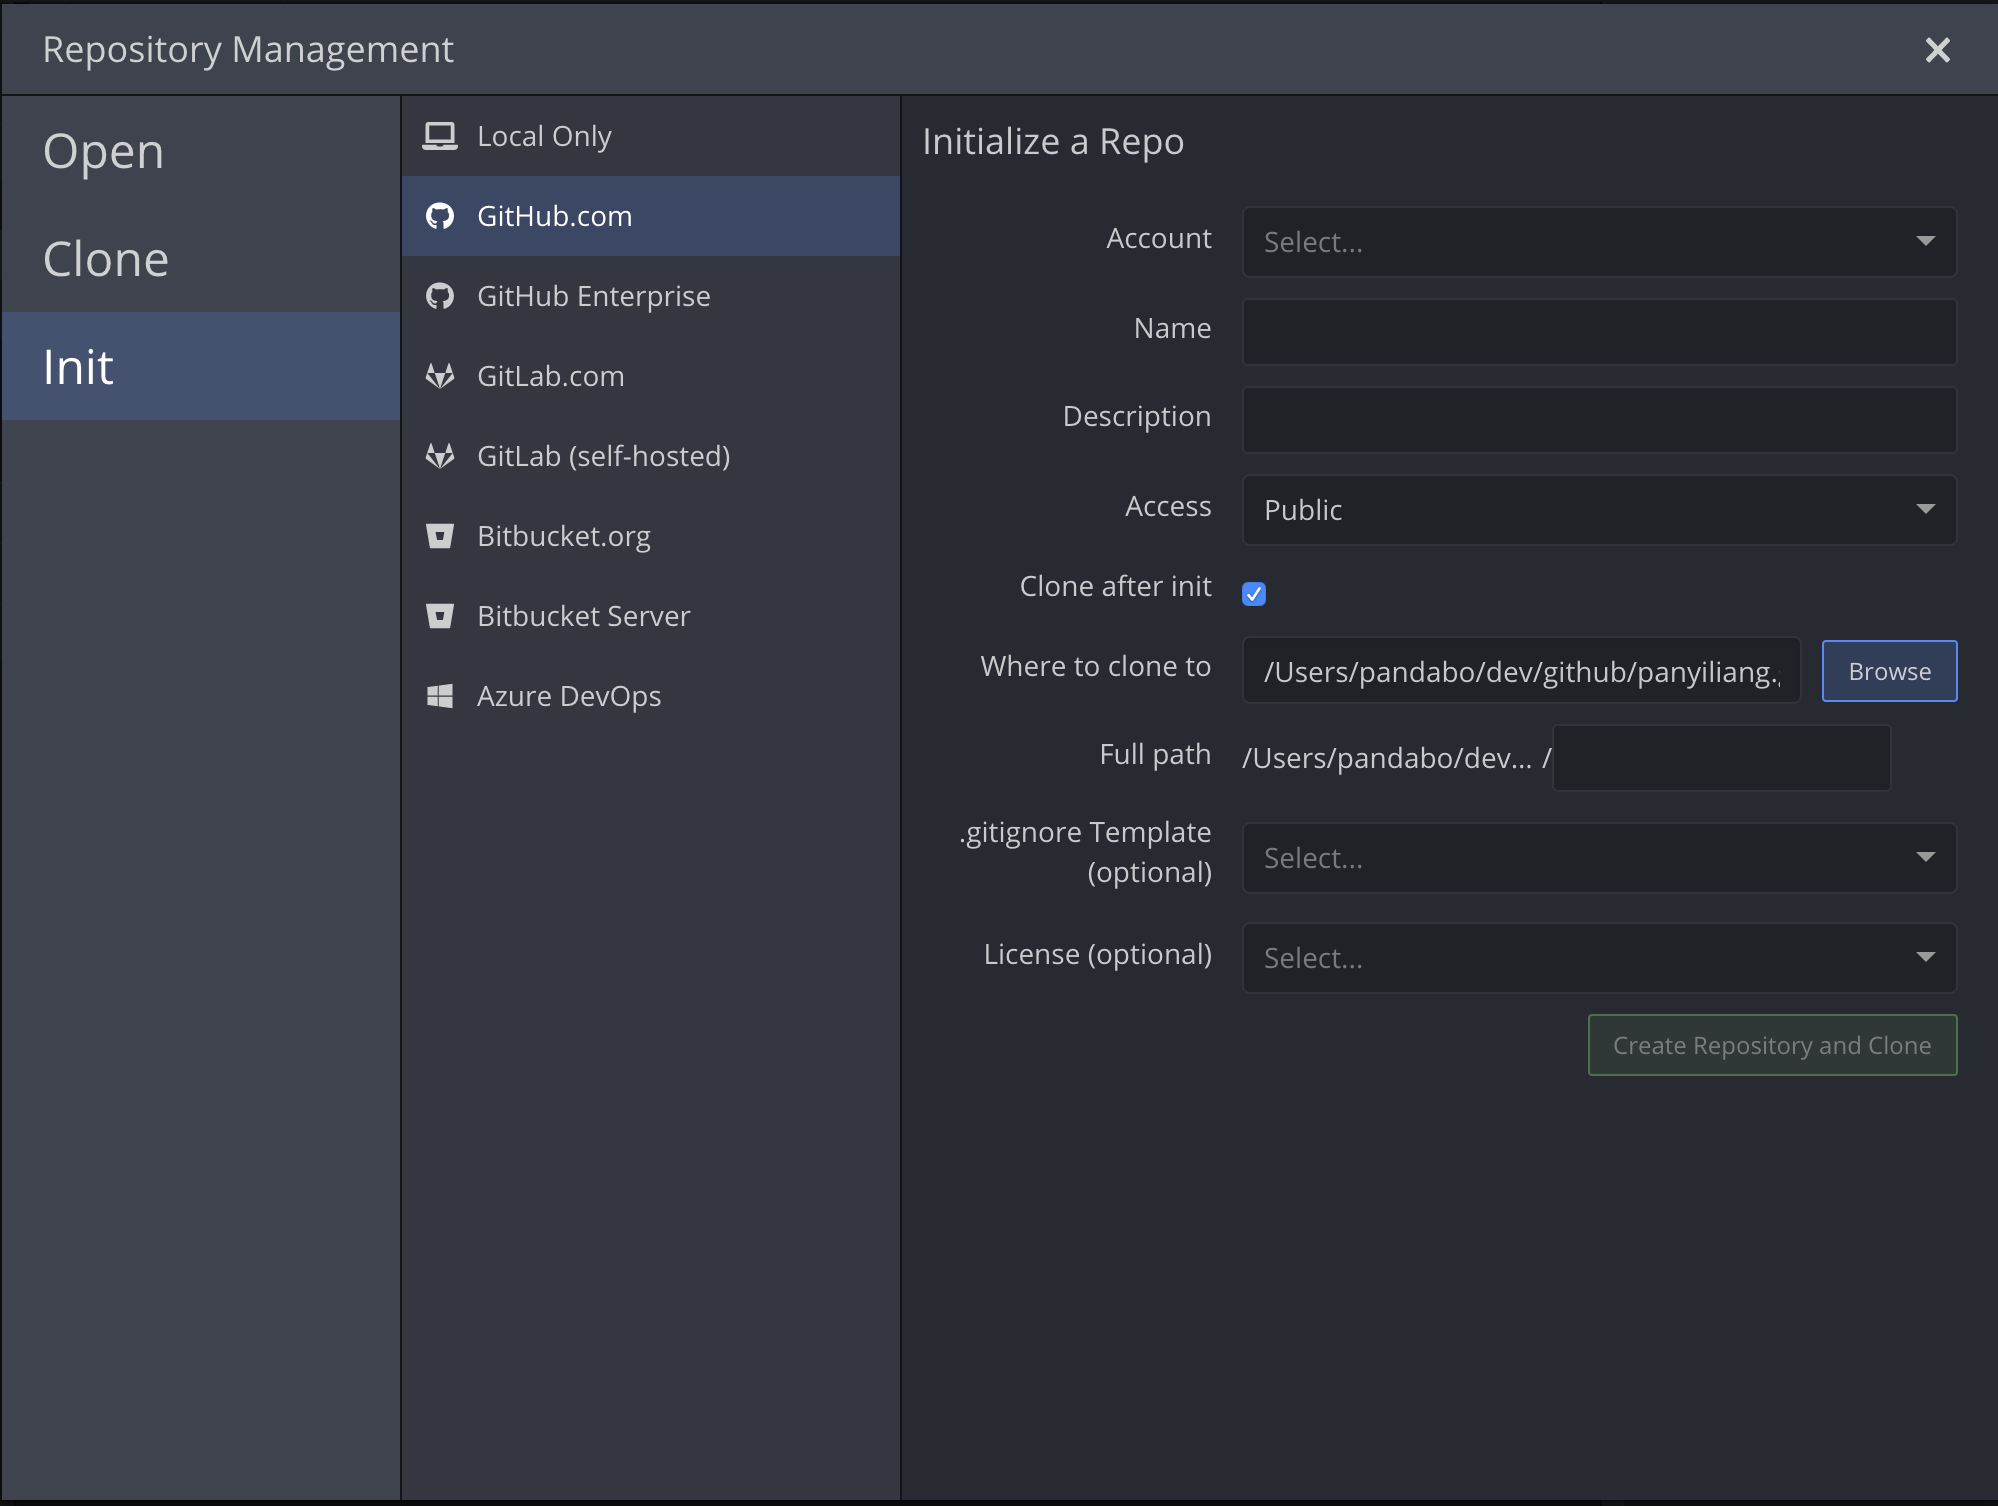 Repository Management
Open
Clone
Init
Local Only
GitHub.com
GitHub Enterprise
GitLab.com
GitLab (self-hosted)
Bitbucket.org
Bitbucket Server
Azure DevOps
Initialize a Repo
Account Select...
Name
Description
Access Public
Clone after init
Where to clone to /Users/pandabo/dev/github/panyiliang. Browse
Full path /Users/pandabo/dev... /
.gitignore Template
(optional) Select...
License (optional) Select...
Create Repository and Clone